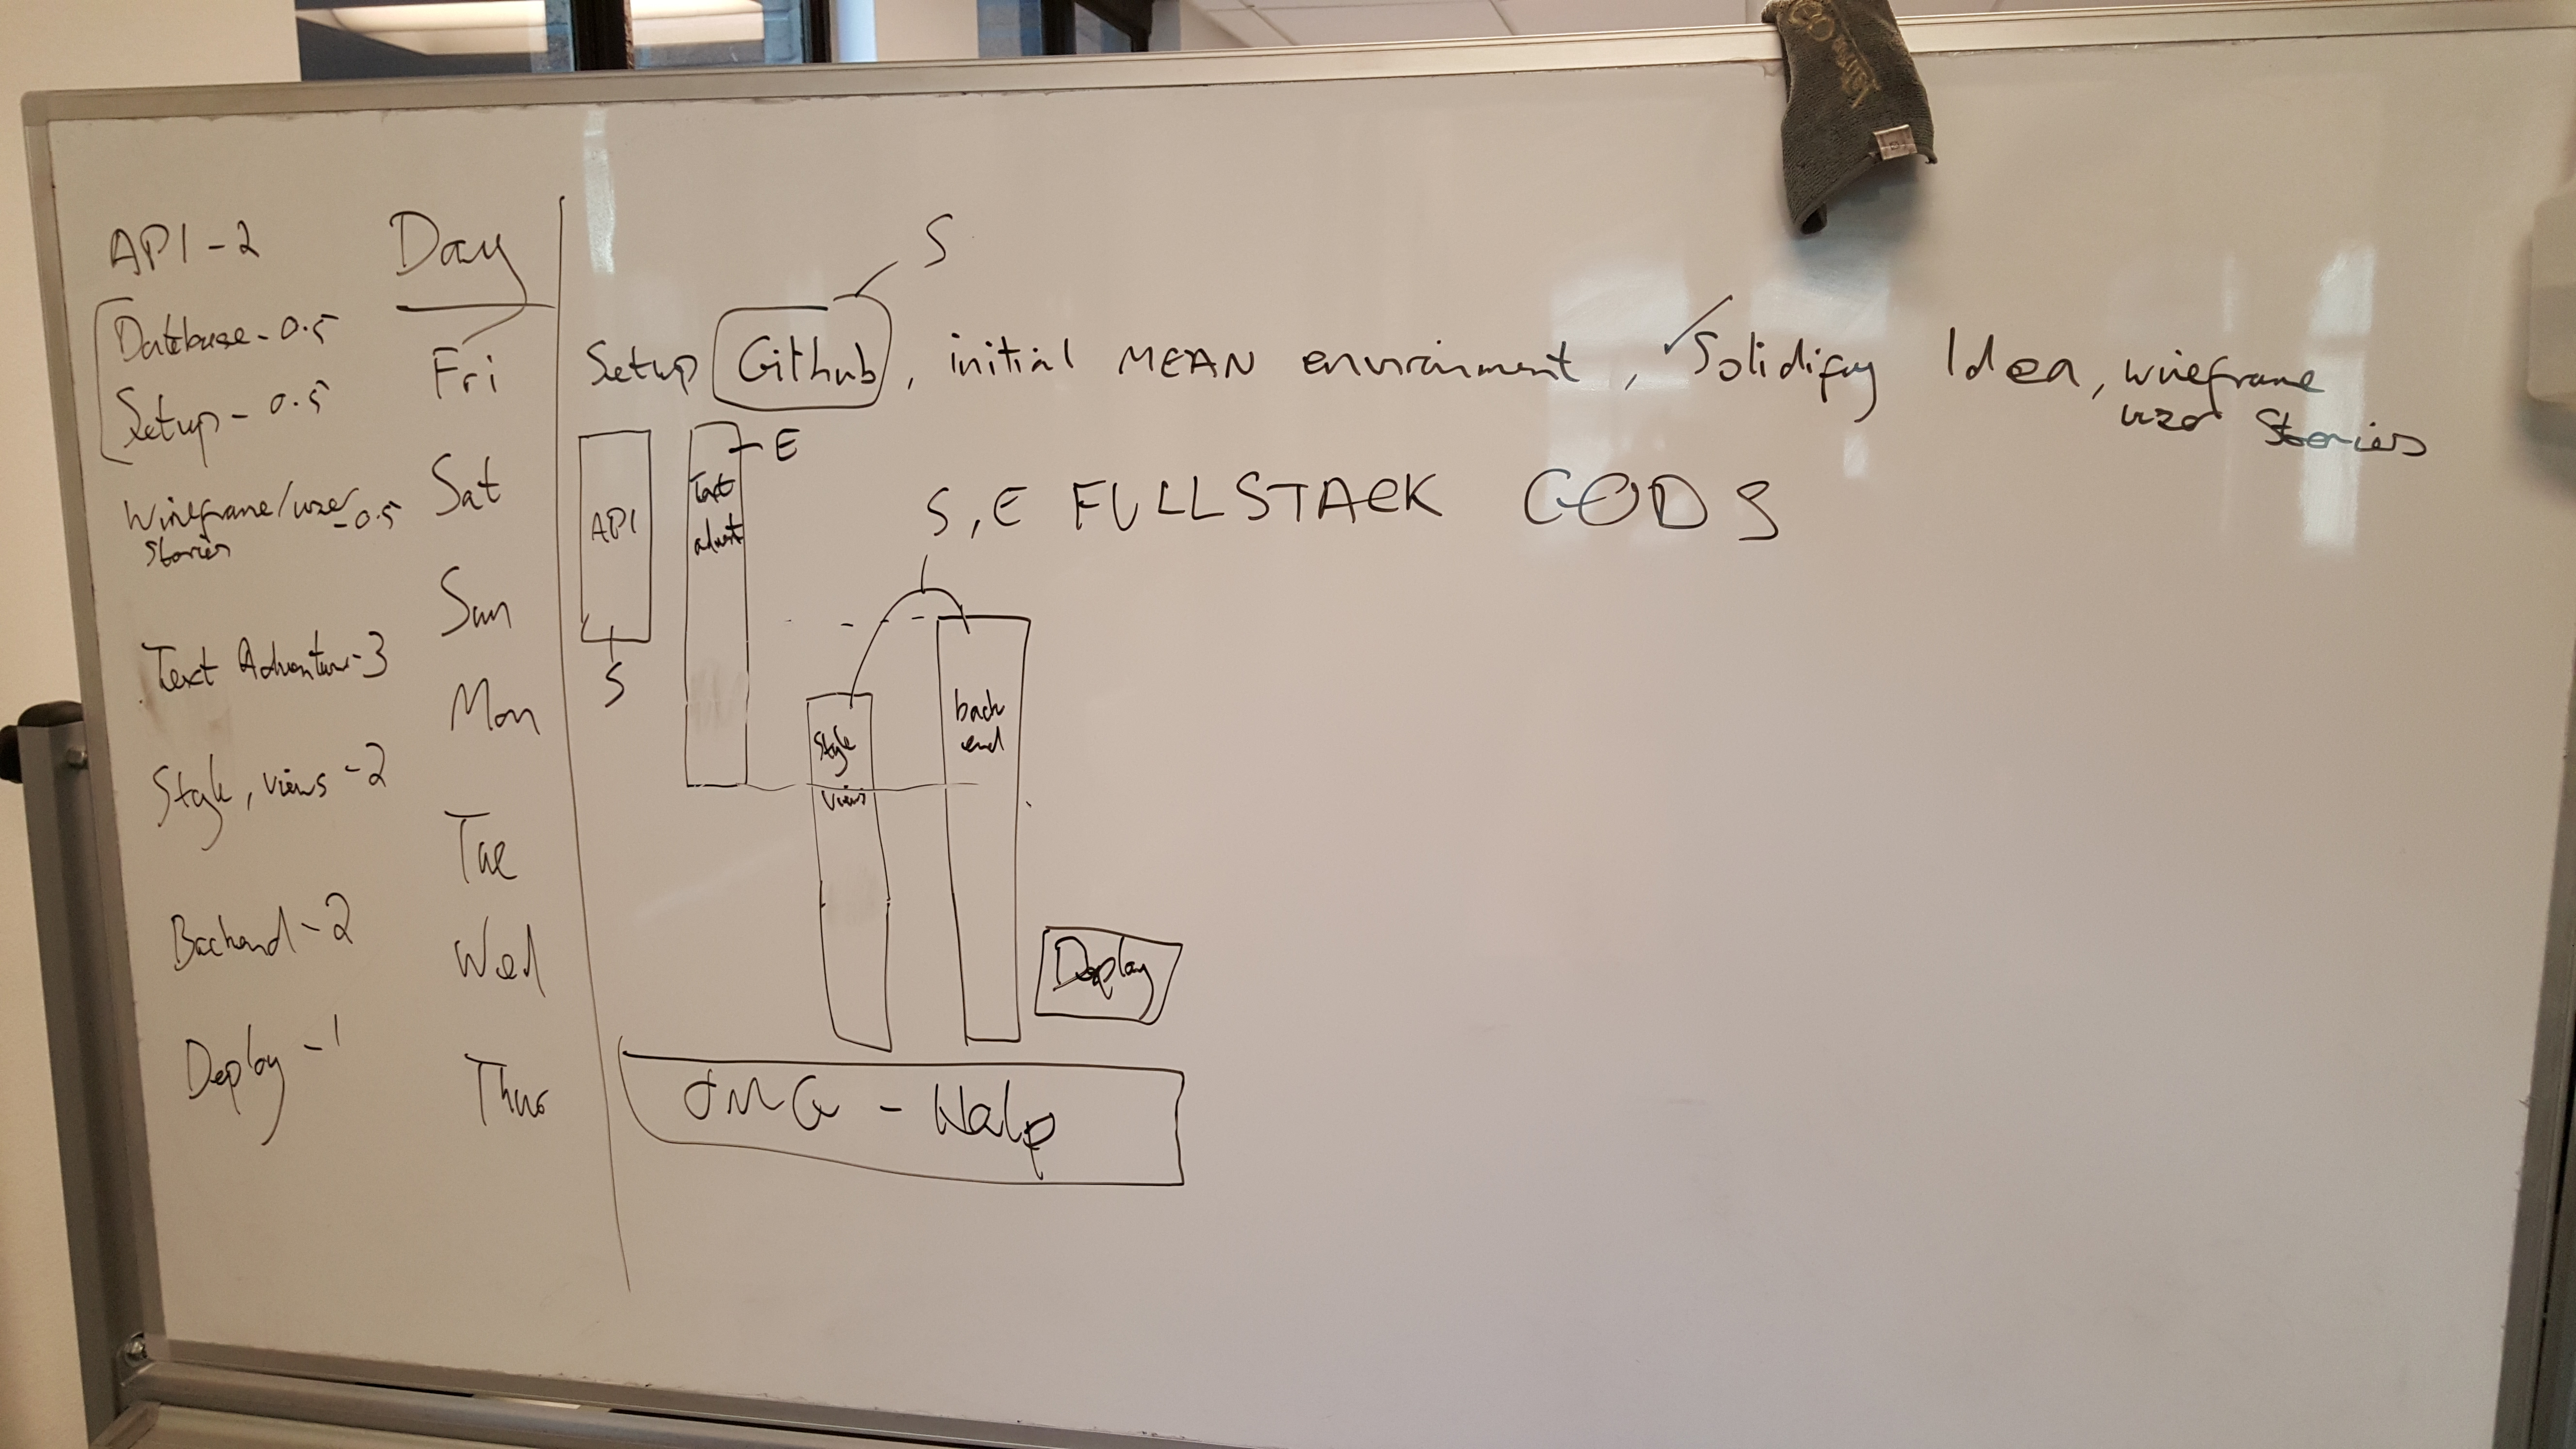 API - 2
Database - 0.5
Setup - 0.5
Wireframe/user - 0.5
Stories
Text Adventure - 3
Style, views - 2
Backend - 2
Deploy - 1
Day
Fri
Sat
Sun
Mon
Tue
Wed
Thus
S
Setup Github, initial MEAN environment, ✓ Solidify Idea, wireframe
user Stories
API
S
E
Text
advent
S, E FULLSTACK GODS
Style
views
back
end
Deploy
OMG - Halp